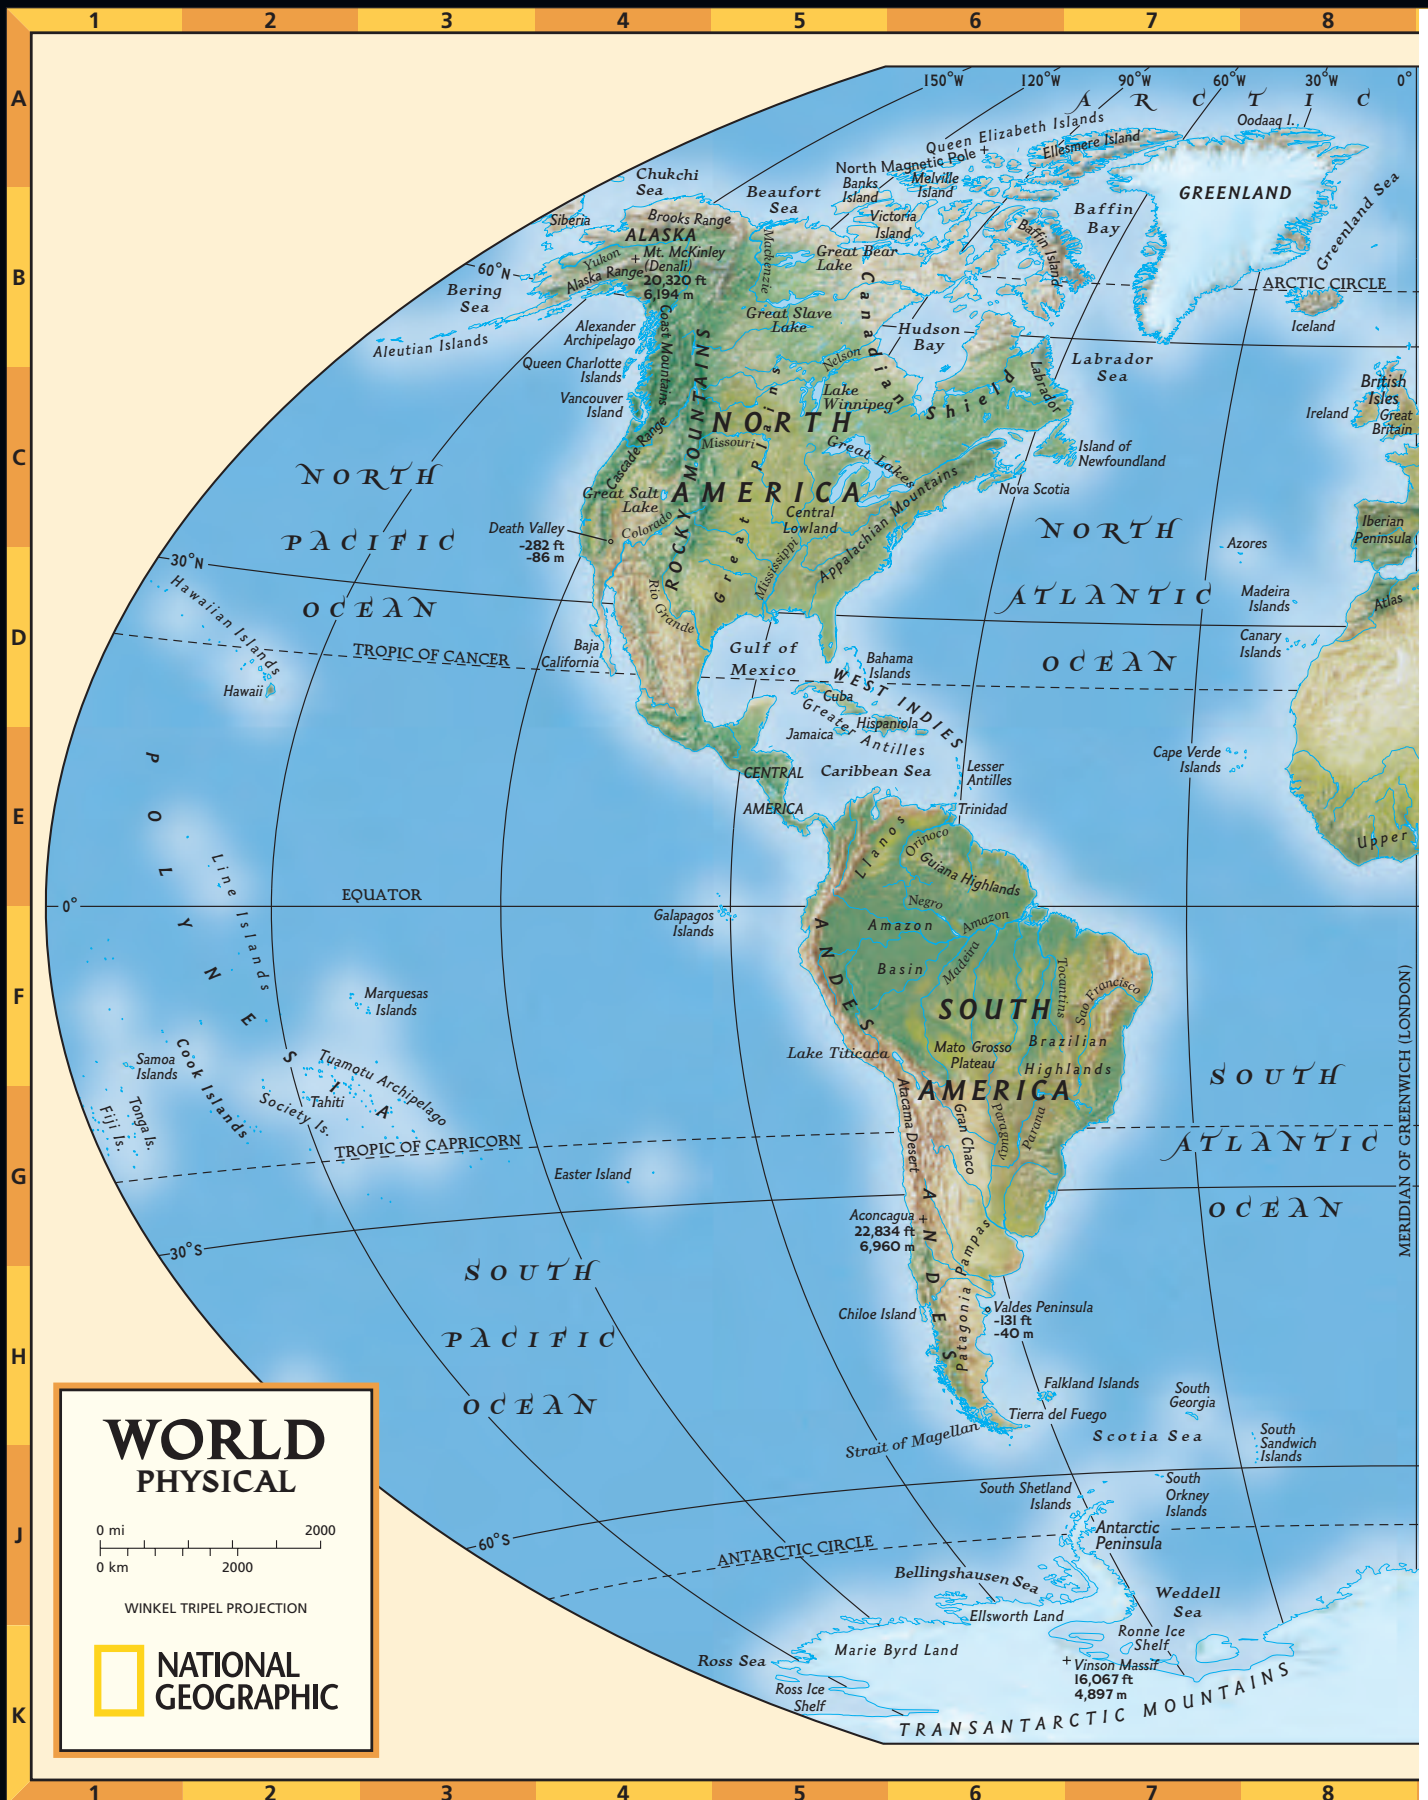 1 2 3 4 5 6 7 8
A
B
C
D
E
F
G
H
J
K
150°W 120°W 90°W 60°W 30°W 0°
A R C T I C
Oodaaq I.
Queen Elizabeth Islands
Ellesmere Island
North Magnetic Pole
Banks
Island
Melville
Island
Chukchi
Sea
Beaufort
Sea
Victoria
Island
GREENLAND
Greenland Sea
Baffin
Bay
Baffin Island
Siberia
Brooks Range
ALASKA
Yukon
Mt. McKinley
(Denali)
20,320 ft
6,194 m
Alaska Range
Mackenzie
Great Bear
Lake
60°N
Bering
Sea
Aleutian Islands
ARCTIC CIRCLE
Iceland
Great Slave
Lake
Canadian
Shield
Hudson
Bay
Labrador
Sea
Labrador
Alexander
Archipelago
Coast Mountains
Queen Charlotte
Islands
Vancouver
Island
Nelson
Lake
Winnipeg
British
Isles
Ireland
Great
Britain
ROCKY MOUNTAINS
Great Plains
NORTH
AMERICA
Missouri
Great Lakes
Cascade Range
Island of
Newfoundland
Nova Scotia
Great Salt
Lake
Colorado
Central
Lowland
Appalachian Mountains
Mississippi
Death Valley
-282 ft
-86 m
NORTH
PACIFIC
OCEAN
NORTH
ATLANTIC
OCEAN
Iberian
Peninsula
Azores
Madeira
Islands
Canary
Islands
Atlas
30°N
Hawaiian Islands
Hawaii
TROPIC OF CANCER
Baja
California
Rio Grande
Gulf of
Mexico
Bahama
Islands
WEST INDIES
Cuba
Greater Antilles
Hispaniola
Jamaica
Caribbean Sea
Lesser
Antilles
Cape Verde
Islands
CENTRAL
AMERICA
Trinidad
Upper
POLYNESIA
Line Islands
EQUATOR
0°
Galapagos
Islands
Llanos
Orinoco
Guiana Highlands
Negro
Amazon
Amazon
Basin
Madeira
ANDES
Tocantins
Sao Francisco
SOUTH
AMERICA
Mato Grosso
Plateau
Brazilian
Highlands
Lake Titicaca
Marquesas
Islands
Samoa
Islands
Cook Islands
Tuamotu Archipelago
Tahiti
Society Is.
Fiji Is.
Tonga Is.
TROPIC OF CAPRICORN
Easter Island
Atacama Desert
Gran Chaco
Paraguay
Parana
SOUTH
ATLANTIC
OCEAN
MERIDIAN OF GREENWICH (LONDON)
30°S
Aconcagua
22,834 ft
6,960 m
ANDES
Pampas
Patagonia
SOUTH
PACIFIC
OCEAN
Chiloe Island
Valdes Peninsula
-131 ft
-40 m
Falkland Islands
Tierra del Fuego
Strait of Magellan
South
Georgia
Scotia Sea
South
Sandwich
Islands
South Shetland
Islands
South
Orkney
Islands
60°S
Antarctic
Peninsula
ANTARCTIC CIRCLE
Bellingshausen Sea
Weddell
Sea
Ellsworth Land
Ronne Ice
Shelf
Marie Byrd Land
Ross Sea
Ross Ice
Shelf
Vinson Massif
16,067 ft
4,897 m
TRANSANTARCTIC MOUNTAINS
WORLD
PHYSICAL
0 mi 2000
0 km 2000
WINKEL TRIPEL PROJECTION
NATIONAL
GEOGRAPHIC
1 2 3 4 5 6 7 8